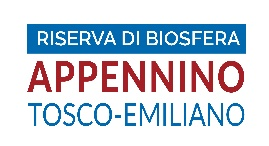 RISERVA DI BIOSFERA
APPENNINO
TOSCO-EMILIANO